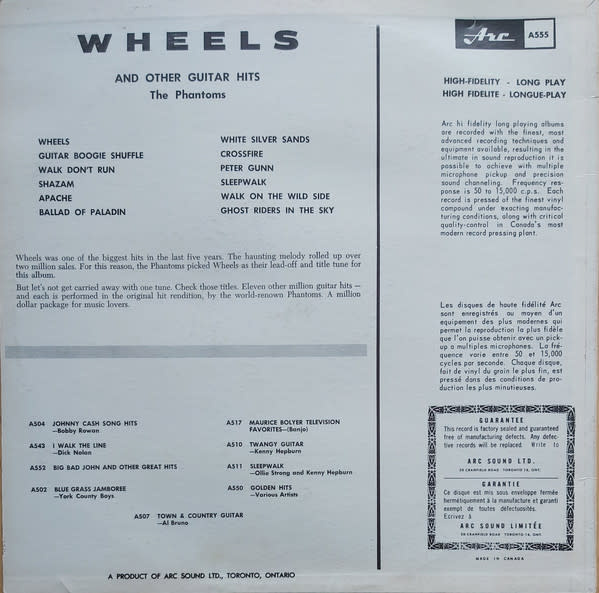 WHEELS
AND OTHER GUITAR HITS
The Phantoms
WHEELS
GUITAR BOOGIE SHUFFLE
WALK DON'T RUN
SHAZAM
APACHE
BALLAD OF PALADIN
WHITE SILVER SANDS
CROSSFIRE
PETER GUNN
SLEEPWALK
WALK ON THE WILD SIDE
GHOST RIDERS IN THE SKY
Wheels was one of the biggest hits in the last five years. The haunting melody rolled up over
two million sales. For this reason, the Phantoms picked Wheels as their lead-off and title tune for
this album.
But let's not get carried away with one tune. Check those titles. Eleven other million guitar hits —
and each is performed in the original hit rendition, by the world-renown Phantoms. A million
dollar package for music lovers.
A504 JOHNNY CASH SONG HITS
—Bobby Rowan
A543 I WALK THE LINE
—Dick Nolan
A552 BIG BAD JOHN AND OTHER GREAT HITS
A502 BLUE GRASS JAMBOREE
—York County Boys
A517 MAURICE BOLYER TELEVISION
FAVORITES—(Banjo)
A510 TWANGY GUITAR
—Kenny Hepburn
A511 SLEEPWALK
—Ollie Strong and Kenny Hepburn
A550 GOLDEN HITS
—Various Artists
A507 TOWN & COUNTRY GUITAR
—Al Bruno
A PRODUCT OF ARC SOUND LTD., TORONTO, ONTARIO
Arc A555
HIGH-FIDELITY - LONG PLAY
HIGH FIDELITE - LONGUE-PLAY
Arc hi fidelity long playing albums
are recorded with the finest, most
advanced recording techniques and
equipment available, resulting in the
ultimate in sound reproduction it is
possible to achieve with multiple
microphone pickup and precision
sound channeling. Frequency res-
ponse is 50 to 15,000 c.p.s. Each
record is pressed of the finest vinyl
compound under exacting manufac-
turing conditions, along with critical
quality-control in Canada's most
modern record pressing plant.
Les disques de haute fidélité Arc
sont enregistrés au moyen d'un
equipement des plus modernes qui
permet la reproduction la plus fidèle
que l'on puisse obtenir avec un pick-
up a multiples microphones. La fré-
quence varie entre 50 et 15,000
cycles par seconde. Chaque disque,
fait de vinyl du grain le plus fin, est
pressé dans des conditions de pro-
duction les plus minutieuses.
GUARANTEE
This record is factory sealed and guaranteed
free of manufacturing defects. Any defec-
tive records will be replaced. Write to
ARC SOUND LTD.
20 CRANFIELD ROAD TORONTO 16, ONT.
GARANTIE
Ce disque est mis sous enveloppe fermée
hermétiquement à la manufacture et garanti
exempt de toutes défectuosités.
Ecrivez à
ARC SOUND LIMITÉE
20 CRANFIELD ROAD TORONTO 16, ONT.
MADE IN CANADA